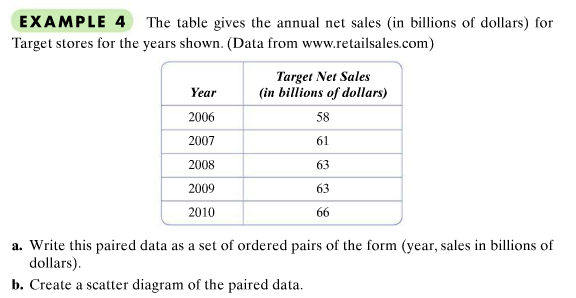 EXAMPLE 4 The table gives the annual net sales (in billions of dollars) for
Target stores for the years shown. (Data from www.retailsales.com)
Target Net Sales
Year (in billions of dollars)
2006 58
2007 61
2008 63
2009 63
2010 66
a. Write this paired data as a set of ordered pairs of the form (year, sales in billions of
dollars).
b. Create a scatter diagram of the paired data.